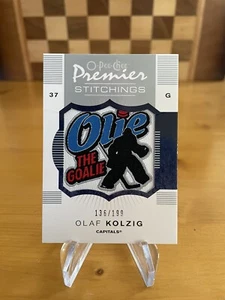 O-Pee-Chee
Premier
STITCHINGS
37 G
Olie
THE
GOALIE
136/199
OLAF KOLZIG
CAPITALS®